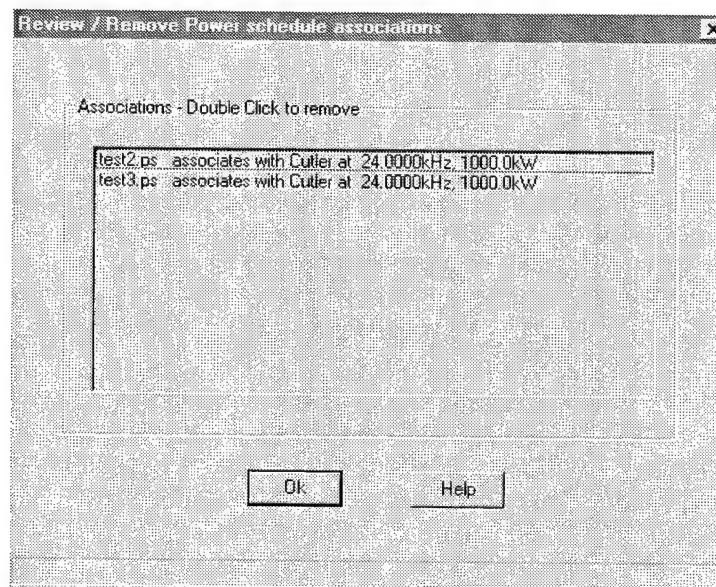 Review / Remove Power schedule associations
Associations - Double Click to remove
test2.ps associates with Cutler at 24.0000kHz, 1000.0kW
test3.ps associates with Cutler at 24.0000kHz, 1000.0kW
Ok
Help